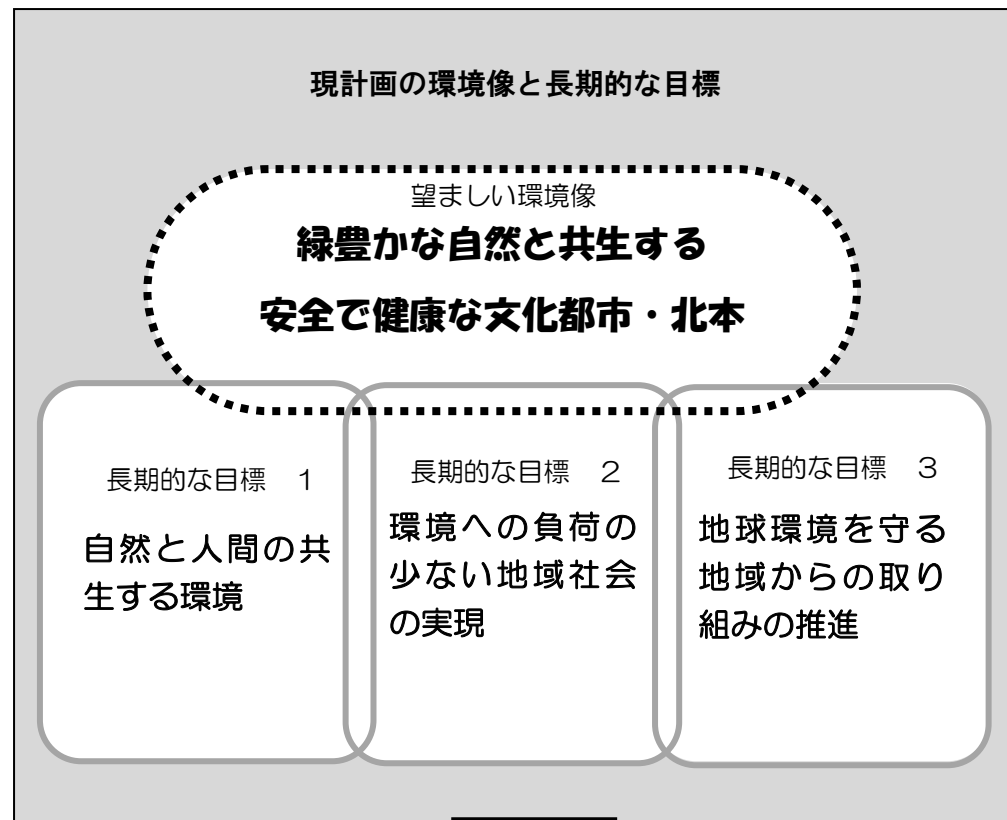 現計画の環境像と長期的な目標
望ましい環境像
緑豊かな自然と共生する
安全で健康な文化都市・北本
長期的な目標　１
自然と人間の共
生する環境
長期的な目標　２
環境への負荷の
少ない地域社会
の実現
長期的な目標　３
地球環境を守る
地域からの取り
組みの推進